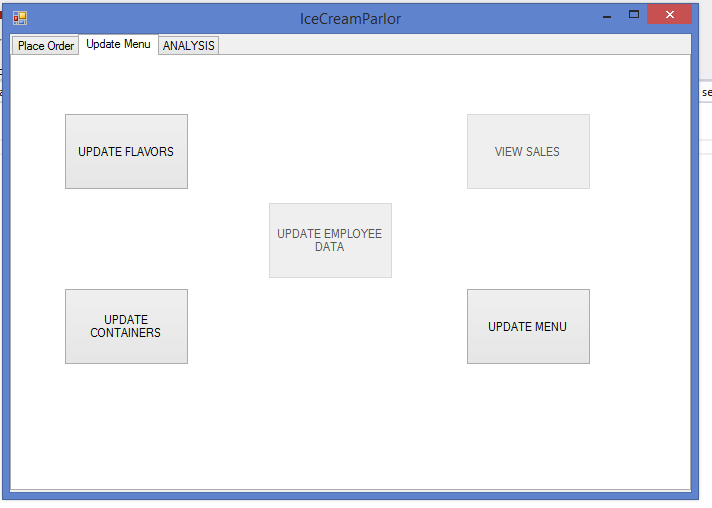 IceCreamParlor
Place Order
Update Menu
ANALYSIS
se
UPDATE FLAVORS
VIEW SALES
UPDATE EMPLOYEE
DATA
UPDATE
CONTAINERS
UPDATE MENU